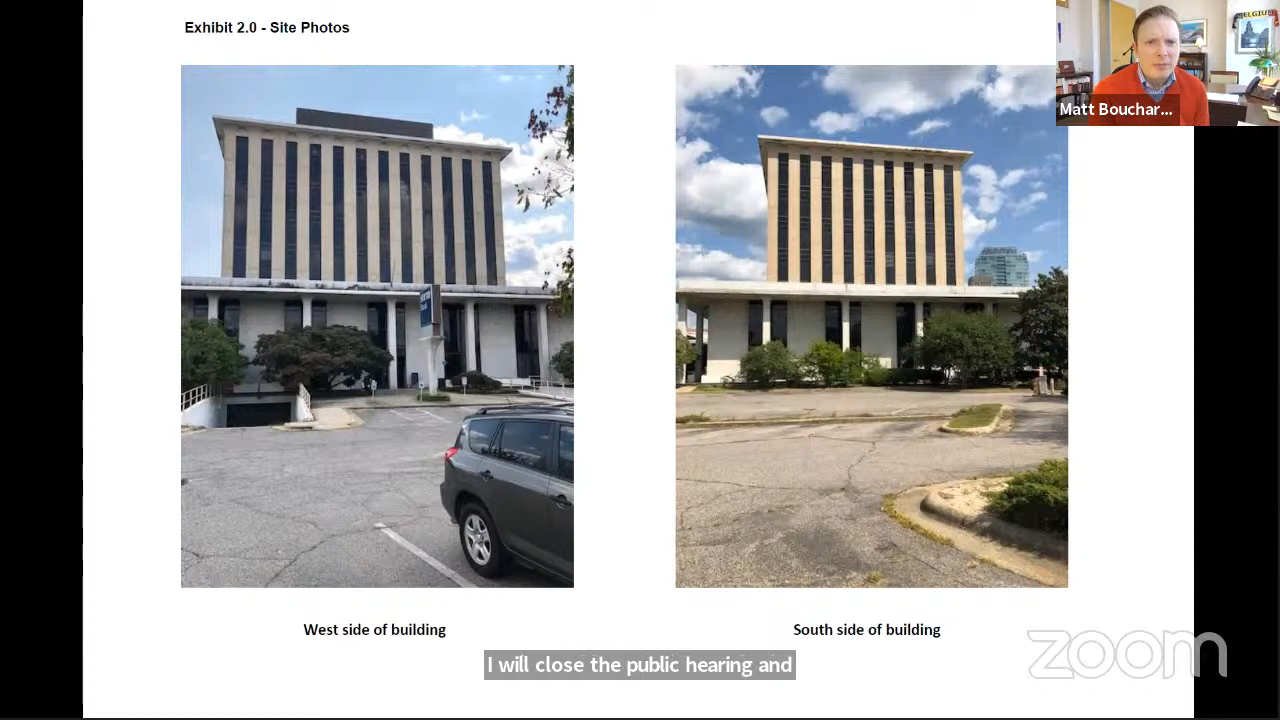 Exhibit 2.0 - Site Photos
BELGIUM
Matt Bouchar...
West side of building
South side of building
I will close the public hearing and
zoom